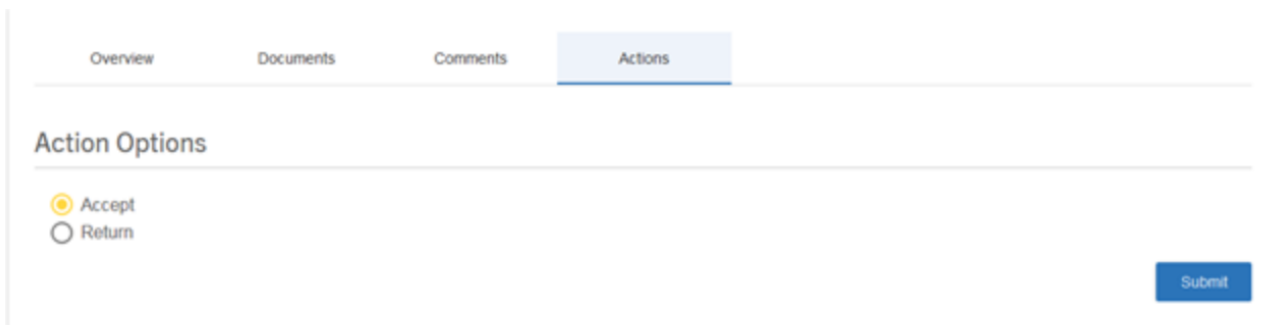 Overview Documents Comments Actions
Action Options
Accept
Return
Submit